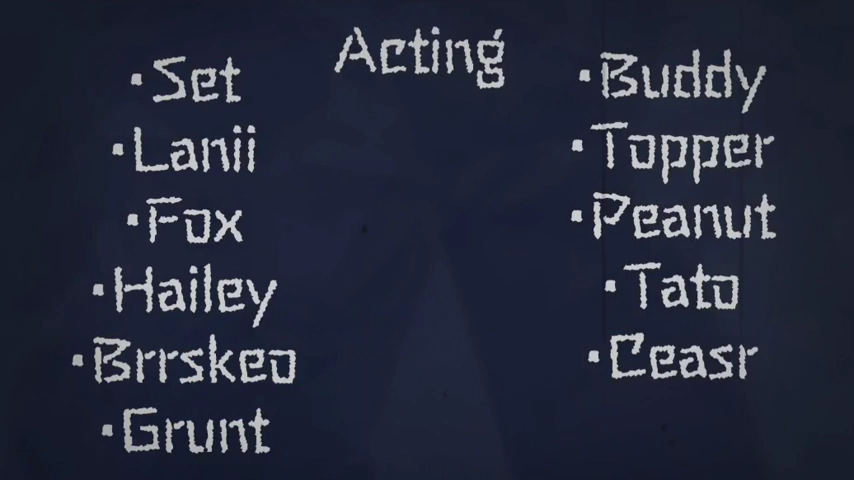 Acting
·Set
·Lanii
·Fox
·Hailey
·Brrskeo
·Grunt
·Buddy
·Topper
·Peanut
·Tato
·Ceasr